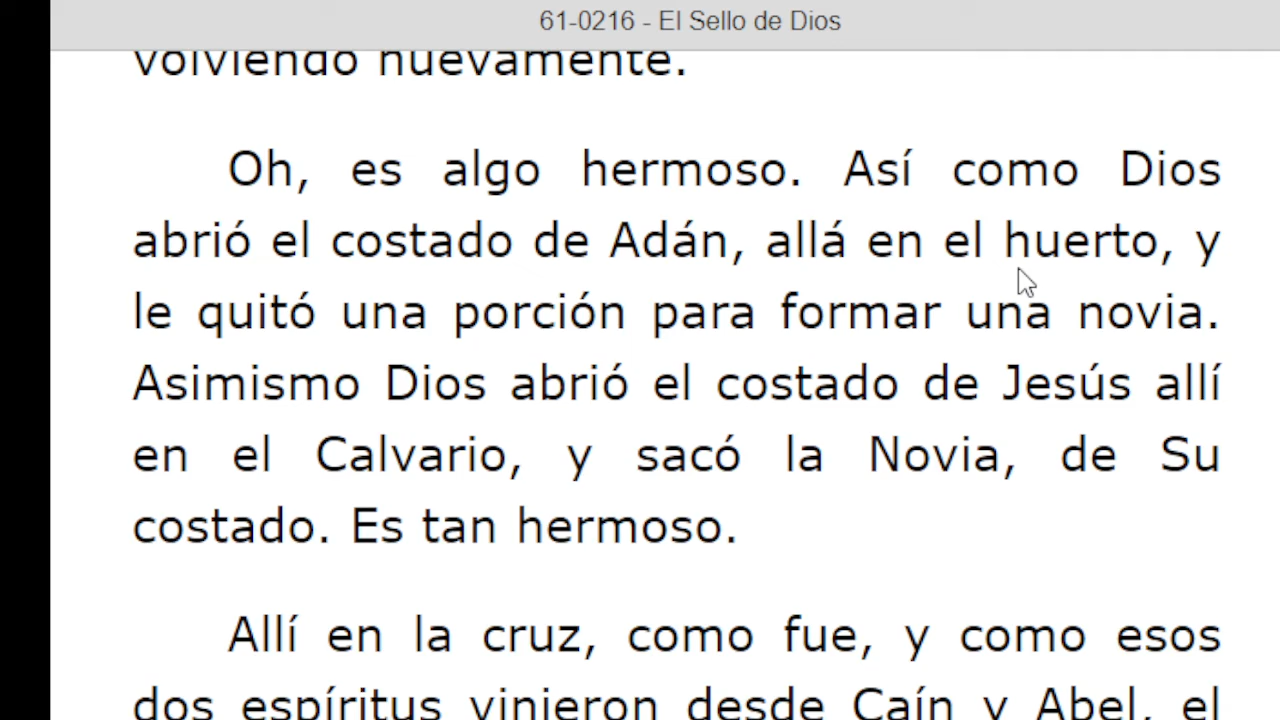 61-0216 - El Sello de Dios
volviendo nuevamente.
Oh, es algo hermoso. Así como Dios
abrió el costado de Adán, allá en el huerto, y
le quitó una porción para formar una novia.
Asimismo Dios abrió el costado de Jesús allí
en el Calvario, y sacó la Novia, de Su
costado. Es tan hermoso.
Allí en la cruz, como fue, y como esos
dos espíritus vinieron desde Caín y Abel, el